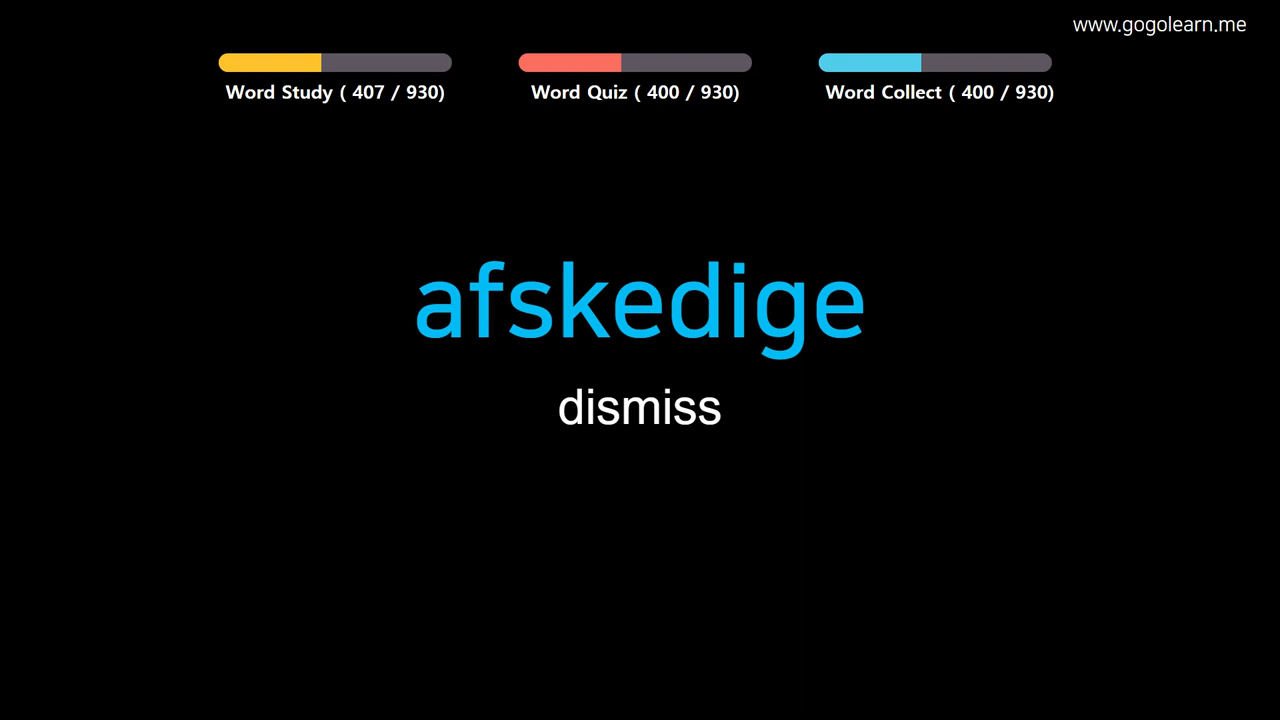 www.gogolearn.me
Word Study ( 407 / 930)
Word Quiz ( 400 / 930)
Word Collect ( 400 / 930)
afskedige
dismiss